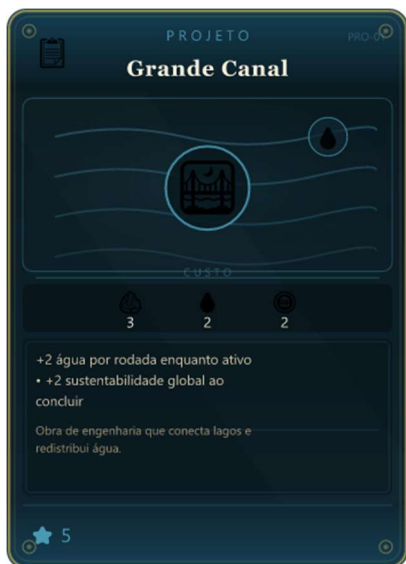 PROJETO
Grande Canal
CUSTO
3 2 2
+2 água por rodada enquanto ativo
• +2 sustentabilidade global ao
concluir
Obra de engenharia que conecta lagos e
redistribui água.
5